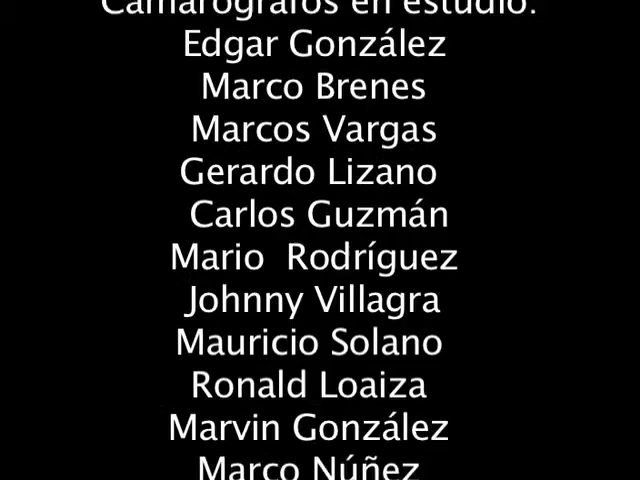 Camarógrafos en estudio:
Edgar González
Marco Brenes
Marcos Vargas
Gerardo Lizano
Carlos Guzmán
Mario Rodríguez
Johnny Villagra
Mauricio Solano
Ronald Loaiza
Marvin González
Marco Núñez